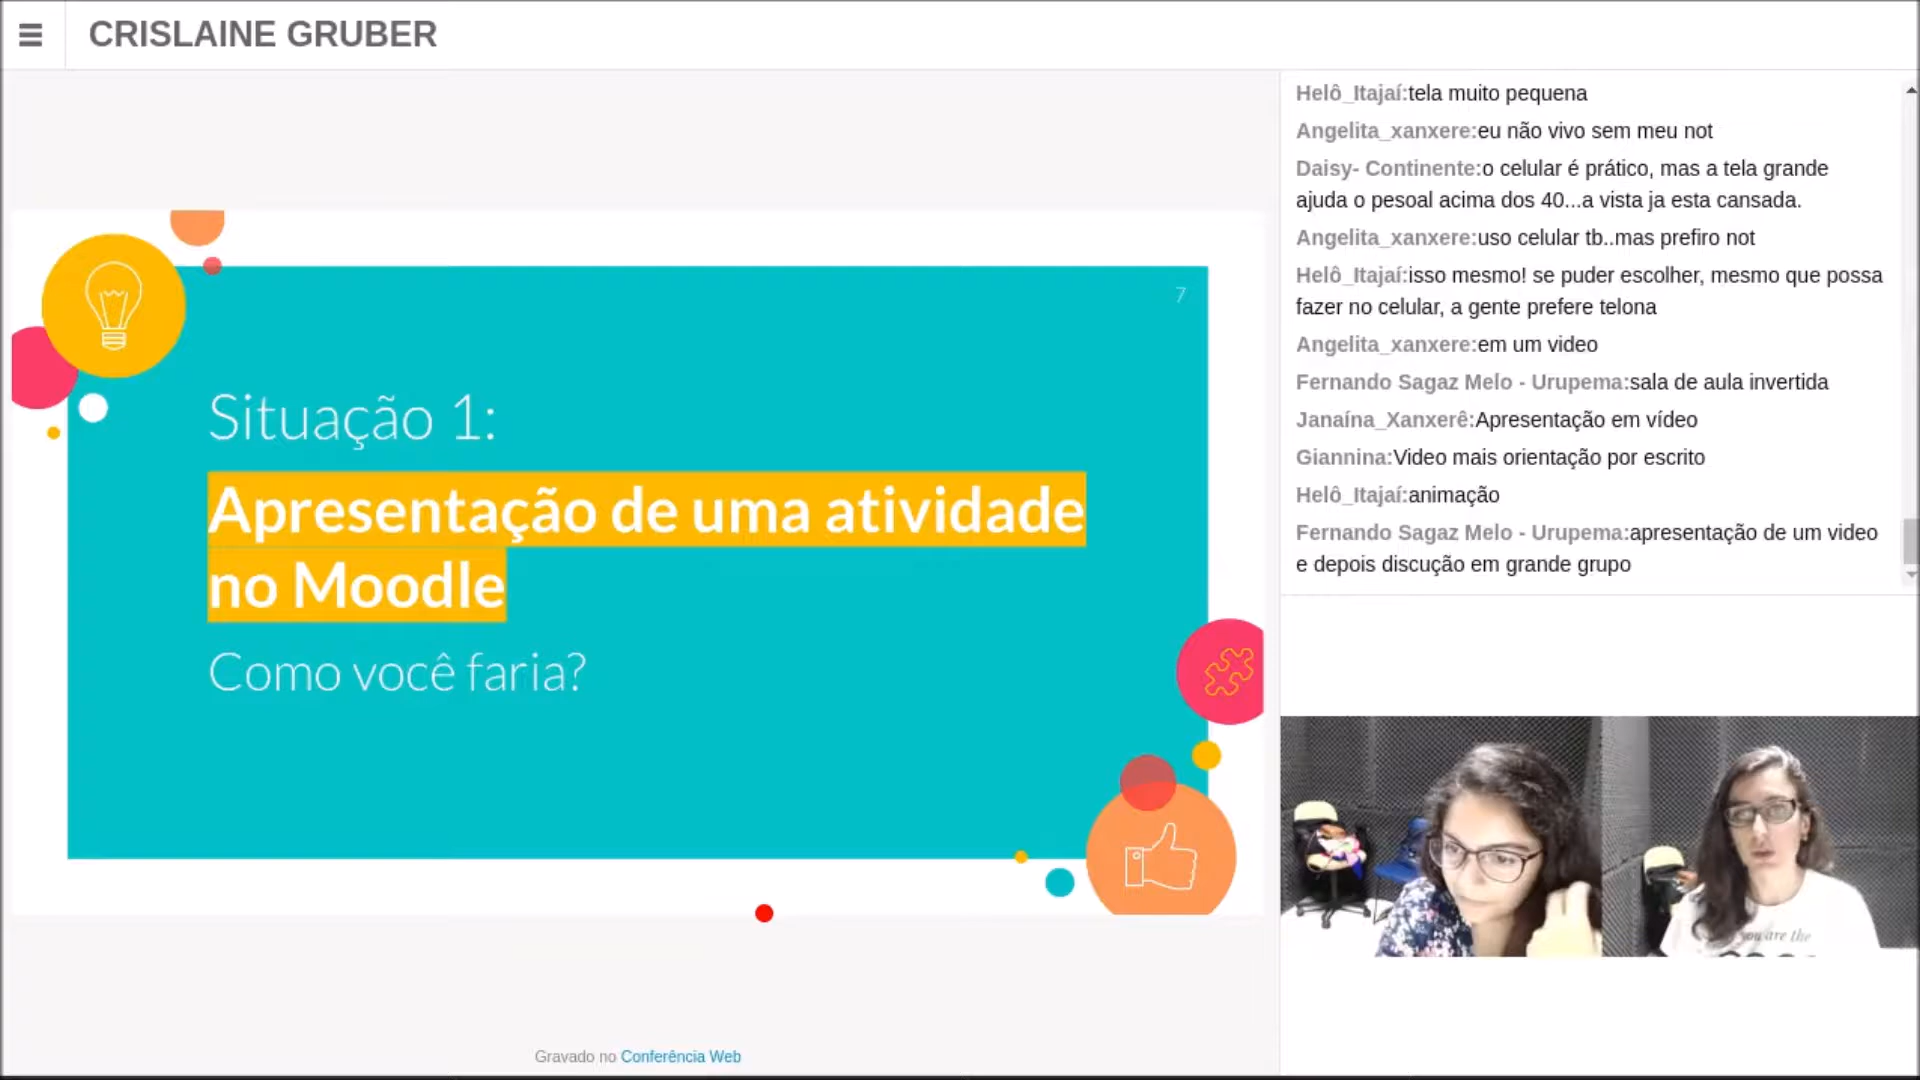 CRISLAINE GRUBER
7
Situação 1:
Apresentação de uma atividade
no Moodle
Como você faria?
Gravado no Conferência Web
Helô_Itajaí:tela muito pequena
Angelita_xanxere:eu não vivo sem meu not
Daisy- Continente:o celular é prático, mas a tela grande
ajuda o pesoal acima dos 40...a vista ja esta cansada.
Angelita_xanxere:uso celular tb..mas prefiro not
Helô_Itajaí:isso mesmo! se puder escolher, mesmo que possa
fazer no celular, a gente prefere telona
Angelita_xanxere:em um video
Fernando Sagaz Melo - Urupema:sala de aula invertida
Janaína_Xanxerê:Apresentação em vídeo
Giannina:Video mais orientação por escrito
Helô_Itajaí:animação
Fernando Sagaz Melo - Urupema:apresentação de um video
e depois discução em grande grupo
you are the